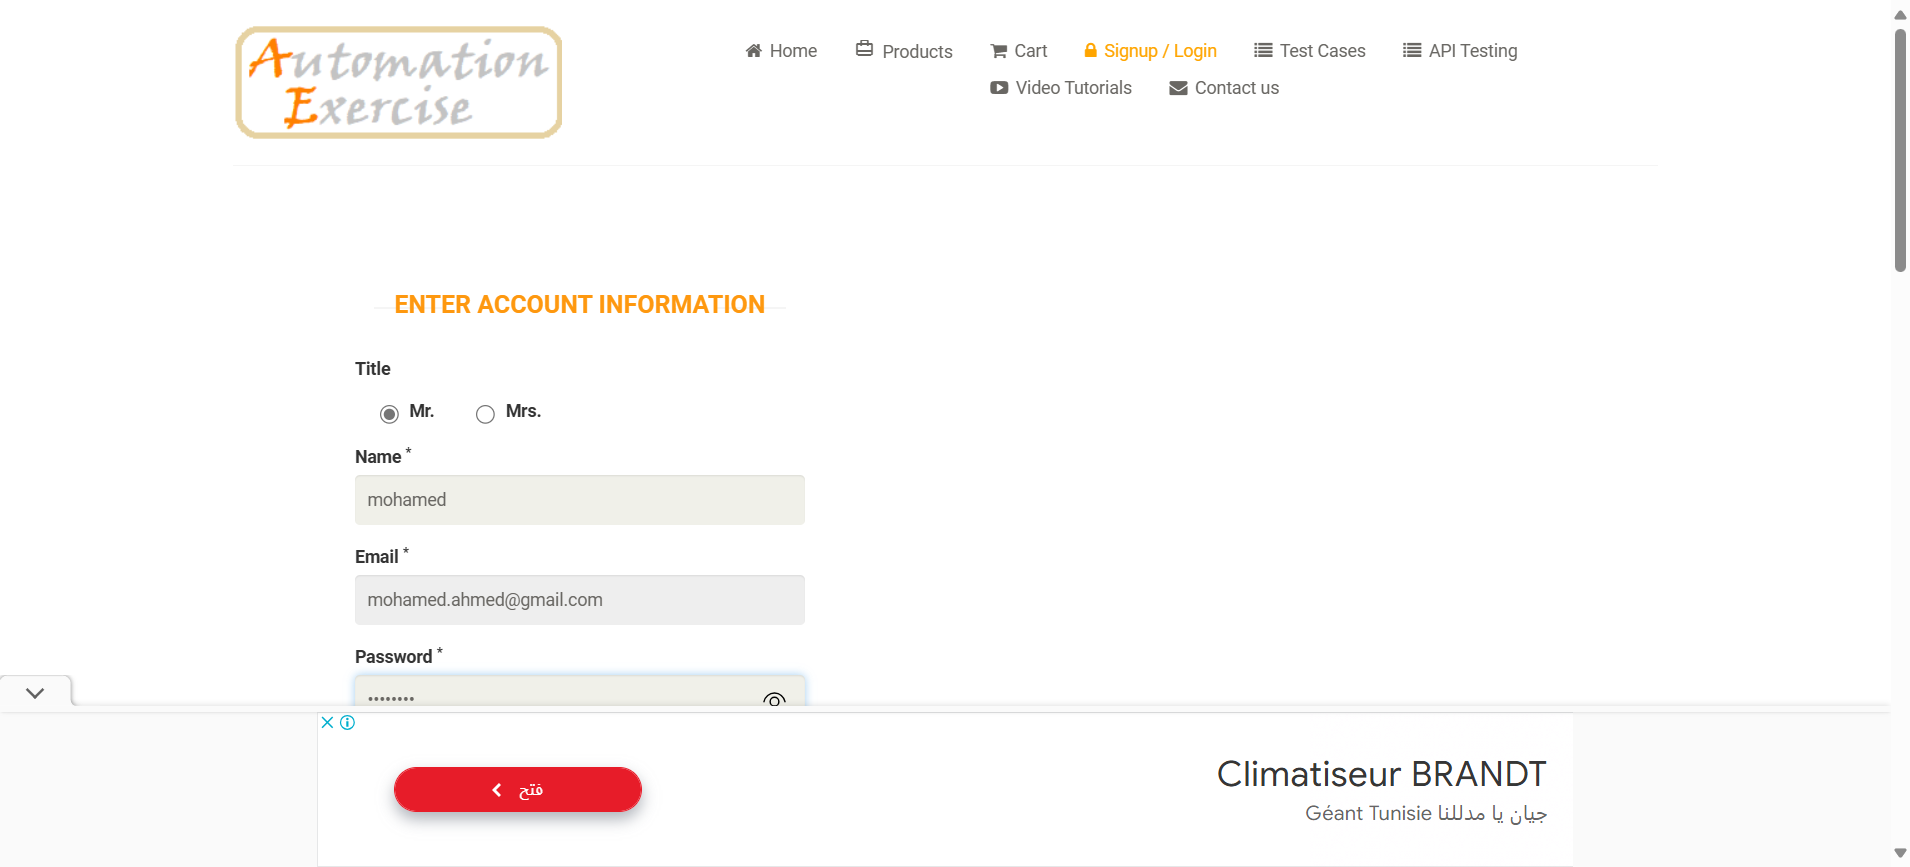 Automation
Exercise
Home
Products
Cart
Signup / Login
Test Cases
API Testing
Video Tutorials
Contact us
ENTER ACCOUNT INFORMATION
Title
Mr.
Mrs.
Name *
mohamed
Email *
mohamed.ahmed@gmail.com
Password *
••••••••
فتح
Climatiseur BRANDT
جيان يا مدللنا Géant Tunisie